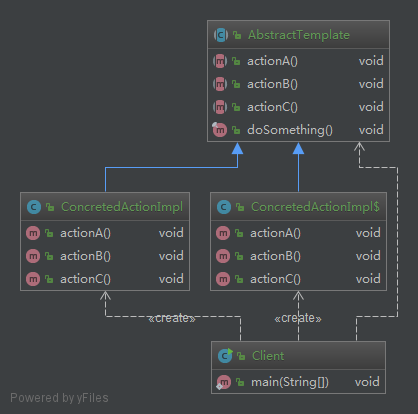 AbstractTemplate
actionA() void
actionB() void
actionC() void
doSomething() void
ConcretedActionImpl
actionA() void
actionB() void
actionC() void
ConcretedActionImpl$
actionA() void
actionB() void
actionC() void
«create»
«create»
Client
main(String[]) void
Powered by yFiles